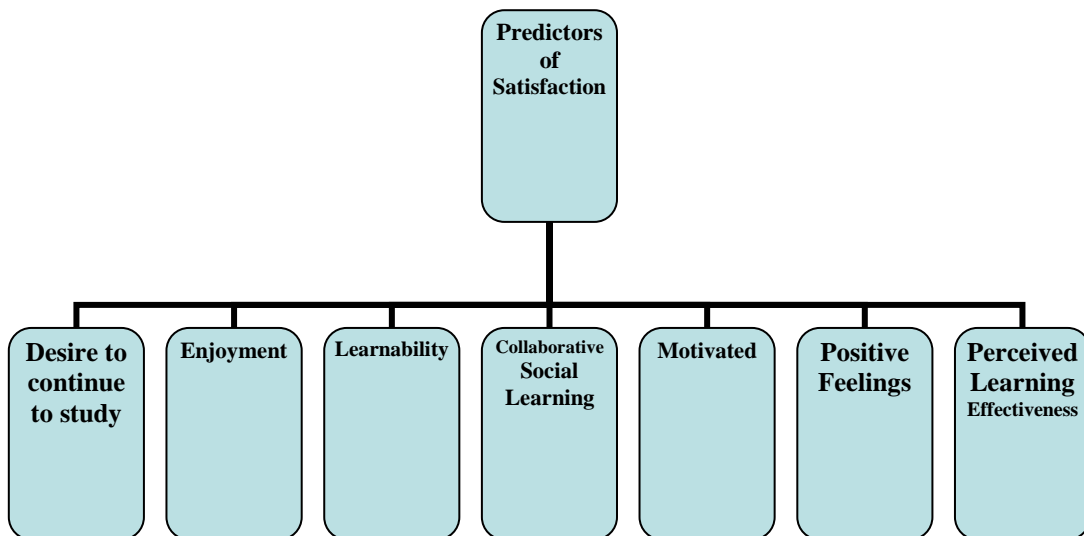 Predictors
of
Satisfaction
Desire to
continue
to study
Enjoyment
Learnability
Collaborative
Social
Learning
Motivated
Positive
Feelings
Perceived
Learning
Effectiveness